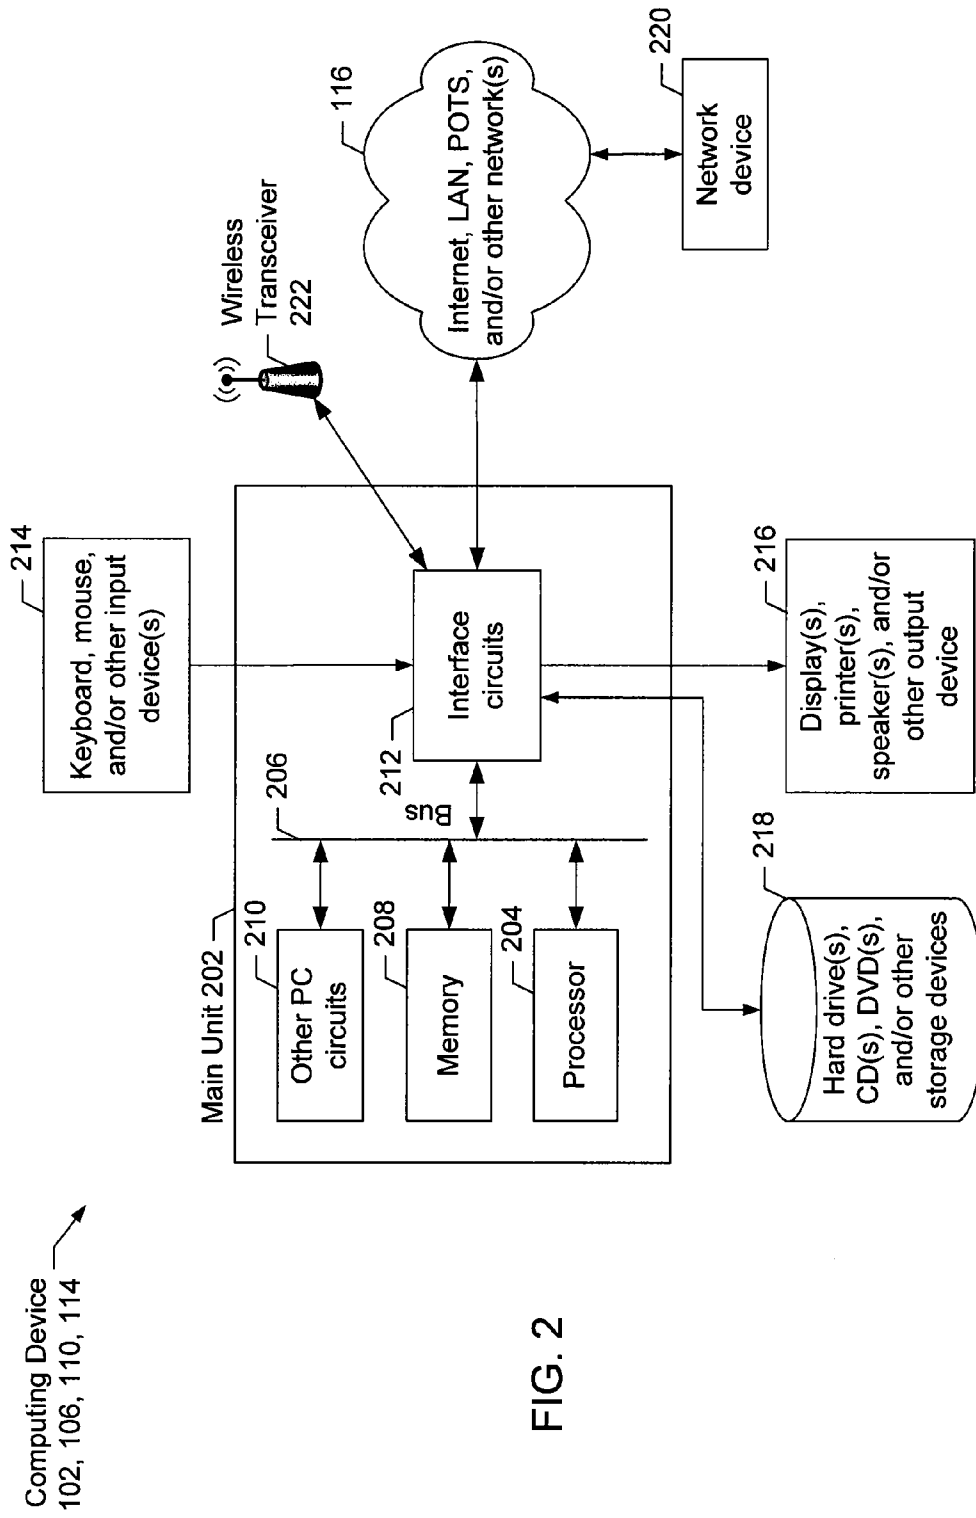 Computing Device
102, 106, 110, 114
Main Unit 202
214
Keyboard, mouse,
and/or other input
device(s)
210
Other PC
circuits
208
Memory
204
Processor
206
Bus
212
Interface
circuits
Wireless
Transceiver
222
116
Internet, LAN, POTS,
and/or other network(s)
220
Network
device
218
Hard drive(s),
CD(s), DVD(s),
and/or other
storage devices
216
Display(s),
printer(s),
speaker(s), and/or
other output
device
FIG. 2